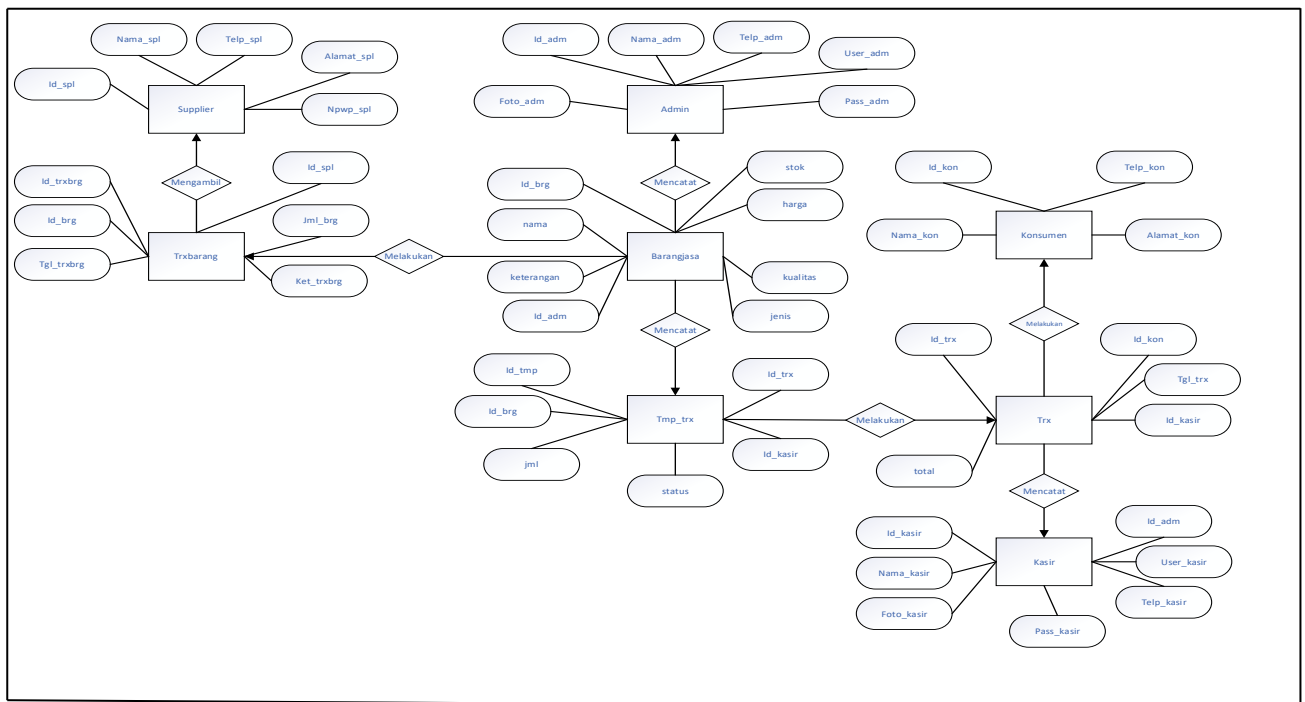 Nama_spl
Telp_spl
Alamat_spl
Id_spl
Npwp_spl
Supplier
Mengambil
Id_trxbrg
Id_spl
Id_brg
Jml_brg
Tgl_trxbrg
Trxbarang
Ket_trxbrg
Melakukan
Id_adm
Nama_adm
Telp_adm
User_adm
Foto_adm
Admin
Pass_adm
Mencatat
Id_brg
stok
nama
harga
Barangjasa
keterangan
kualitas
Id_adm
jenis
Mencatat
Id_tmp
Id_trx
Id_brg
Tmp_trx
jml
Id_kasir
status
Melakukan
Id_kon
Telp_kon
Nama_kon
Konsumen
Alamat_kon
Melakukan
Id_trx
Id_kon
Tgl_trx
Trx
Id_kasir
total
Mencatat
Id_kasir
Id_adm
Nama_kasir
Kasir
User_kasir
Foto_kasir
Telp_kasir
Pass_kasir